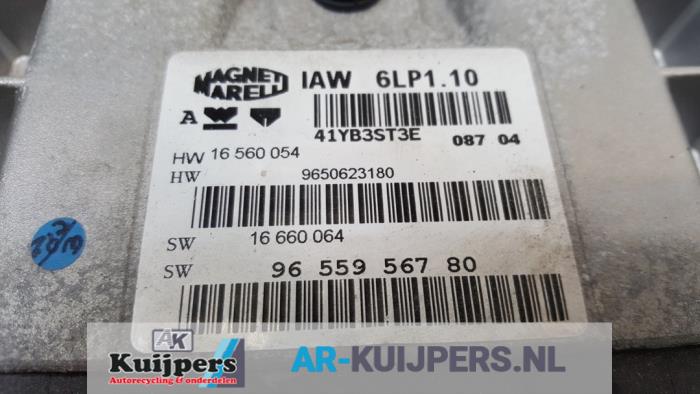 MAGNETI MARELLI IAW 6LP1.10
A
41YB3ST3E 087 04
HW 16 560 054
HW 9650623180
SW 16 660 064
SW 96 559 567 80
AK
Kuijpers
Autorecycling & onderdelen
AR-KUIJPERS.NL